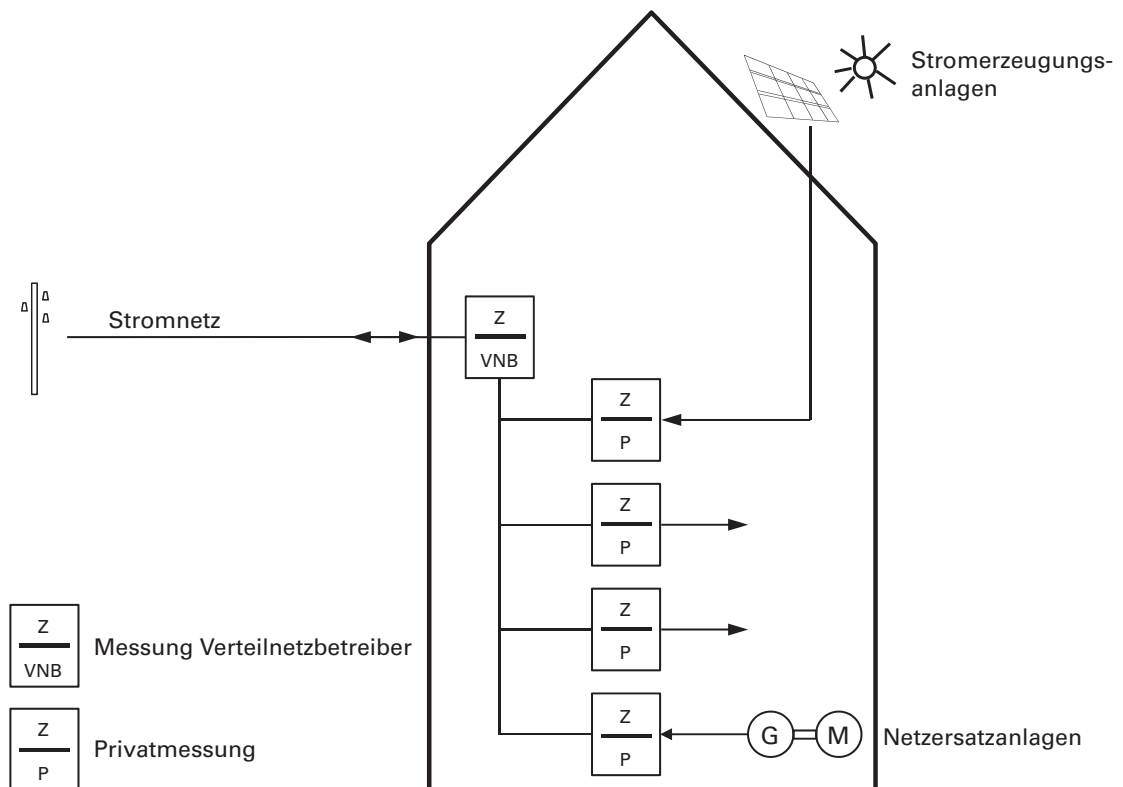 Stromerzeugungs-
anlagen
Stromnetz
Z
VNB
Z
P
Z
P
Z
P
Z
P
G
M
Netzersatzanlagen
Z
VNB
Messung Verteilnetzbetreiber
Z
P
Privatmessung